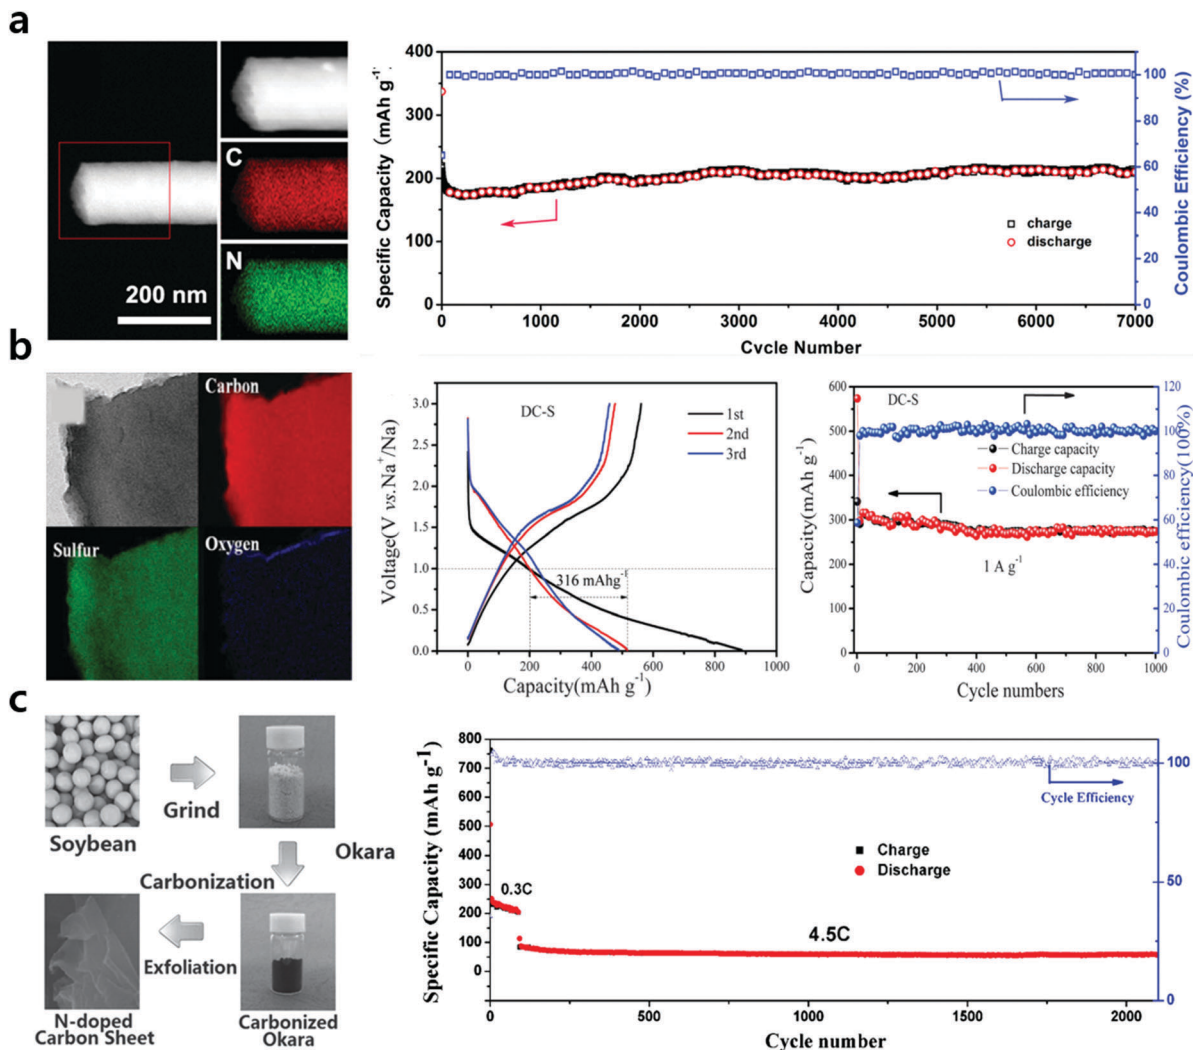 a
C
N
200 nm
Specific Capacity (mAh g⁻¹)
400
350
300
250
200
150
100
50
0
charge
discharge
100
80
60
40
20
0
Coulombic Efficiency (%)
0 1000 2000 3000 4000 5000 6000 7000
Cycle Number
b
Carbon
Sulfur
Oxygen
Voltage(V vs.Na⁺/Na)
3.0
2.5
2.0
1.5
1.0
0.5
0.0
DC-S
1st
2nd
3rd
316 mAhg⁻¹
0 200 400 600 800 1000
Capacity(mAh g⁻¹)
Capacity(mAh g⁻¹)
600
500
400
300
200
100
0
DC-S
Charge capacity
Discharge capacity
Coulombic efficiency
1 A g⁻¹
120
100
80
60
40
20
0
Coulombic efficiency(100%)
0 200 400 600 800 1000
Cycle numbers
c
Soybean
Grind
Okara
Carbonization
Exfoliation
N-doped
Carbon Sheet
Carbonized
Okara
Specific Capacity (mAh g⁻¹)
800
700
600
500
400
300
200
100
0
0.3C
4.5C
Cycle Efficiency
Charge
Discharge
100
50
0
0 500 1000 1500 2000
Cycle number